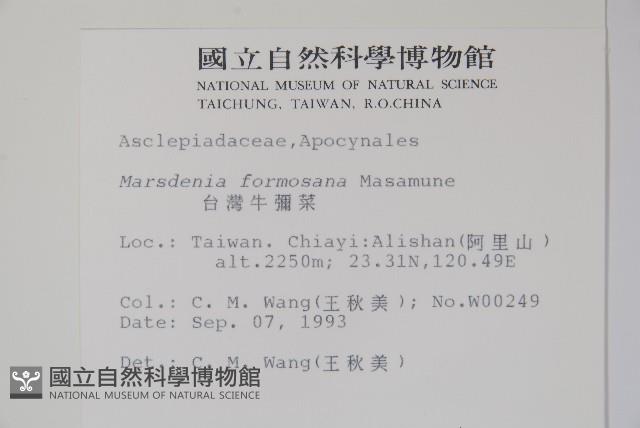 國立自然科學博物館
NATIONAL MUSEUM OF NATURAL SCIENCE
TAICHUNG, TAIWAN, R.O.CHINA
Asclepiadaceae,Apocynales
Marsdenia formosana Masamune
台灣牛彌菜
Loc.: Taiwan. Chiayi:Alishan(阿里山)
alt.2250m; 23.31N,120.49E
Col.: C. M. Wang(王秋美); No.W00249
Date: Sep. 07, 1993
Det.: C. M. Wang(王秋美)
國立自然科學博物館
NATIONAL MUSEUM OF NATURAL SCIENCE